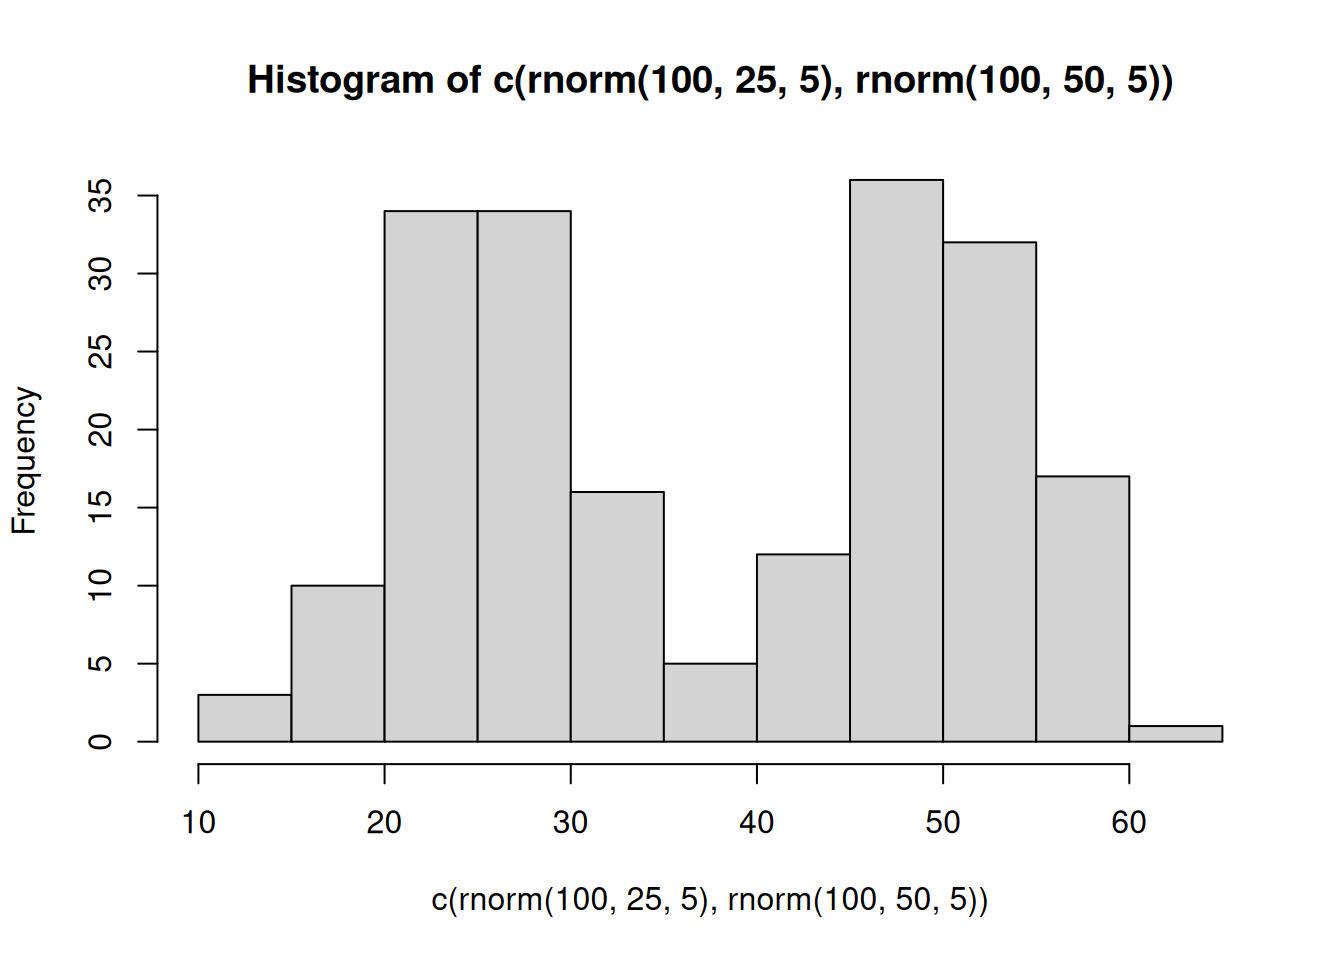 Histogram of c(rnorm(100, 25, 5), rnorm(100, 50, 5))
Frequency
35
30
25
20
15
10
5
0
10 20 30 40 50 60
c(rnorm(100, 25, 5), rnorm(100, 50, 5))